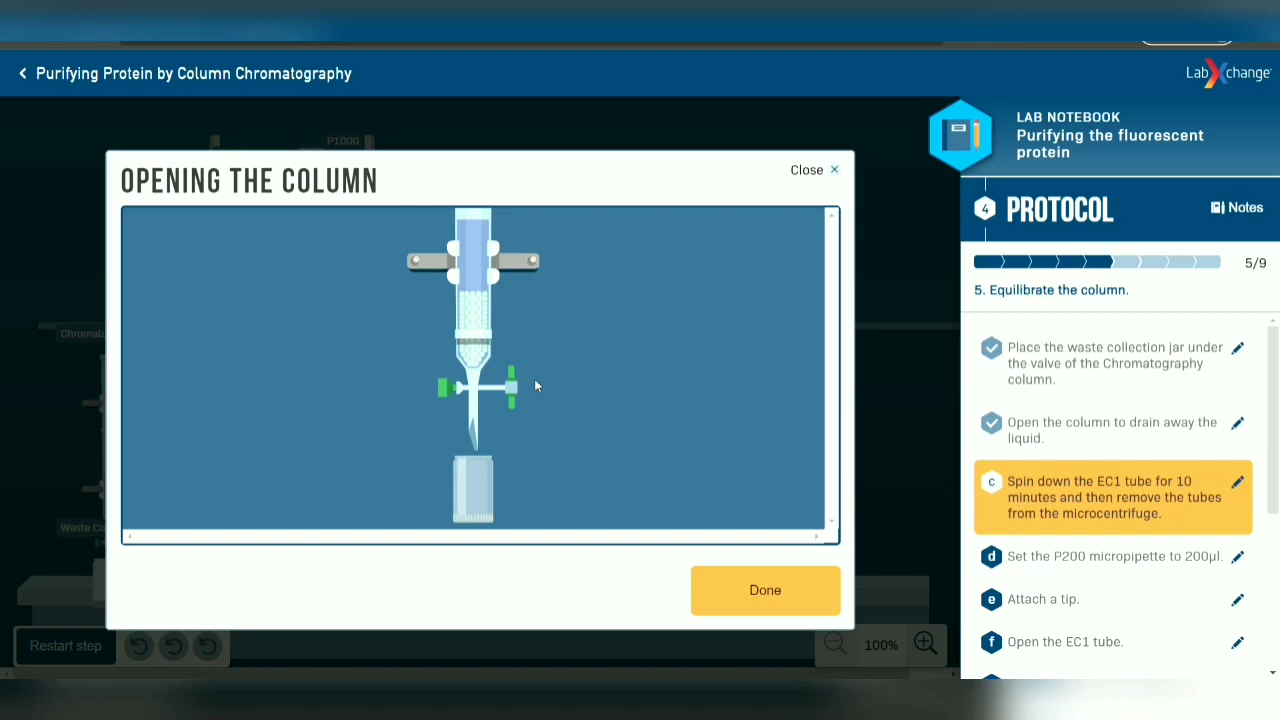 Purifying Protein by Column Chromatography
LabXchange
P1000
OPENING THE COLUMN
Close
Done
Waste Co
Restart step
100%
LAB NOTEBOOK
Purifying the fluorescent
protein
4
PROTOCOL
Notes
5/9
5. Equilibrate the column.
Place the waste collection jar under
the valve of the Chromatography
column.
Open the column to drain away the
liquid.
c
Spin down the EC1 tube for 10
minutes and then remove the tubes
from the microcentrifuge.
d
Set the P200 micropipette to 200µl.
e
Attach a tip.
f
Open the EC1 tube.